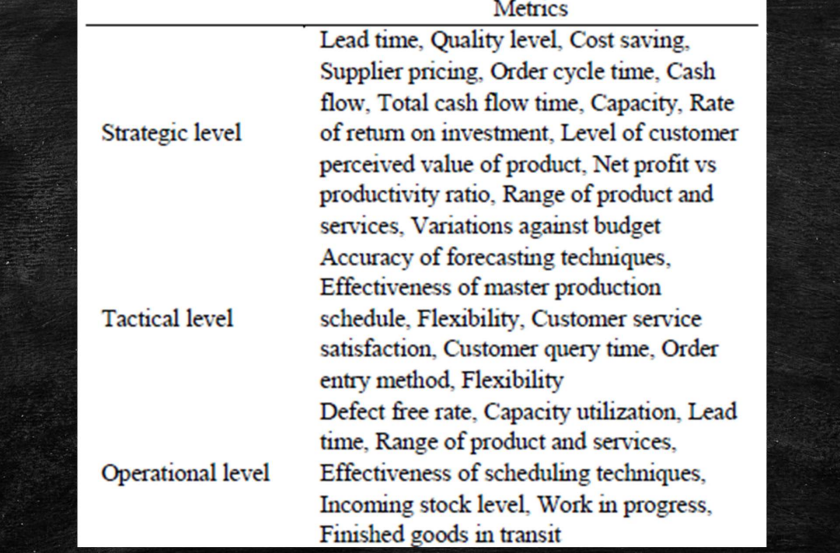 Metrics
Lead time, Quality level, Cost saving,
Supplier pricing, Order cycle time, Cash
flow, Total cash flow time, Capacity, Rate
Strategic level
of return on investment, Level of customer
perceived value of product, Net profit vs
productivity ratio, Range of product and
services, Variations against budget
Accuracy of forecasting techniques,
Effectiveness of master production
Tactical level
schedule, Flexibility, Customer service
satisfaction, Customer query time, Order
entry method, Flexibility
Defect free rate, Capacity utilization, Lead
time, Range of product and services,
Operational level
Effectiveness of scheduling techniques,
Incoming stock level, Work in progress,
Finished goods in transit